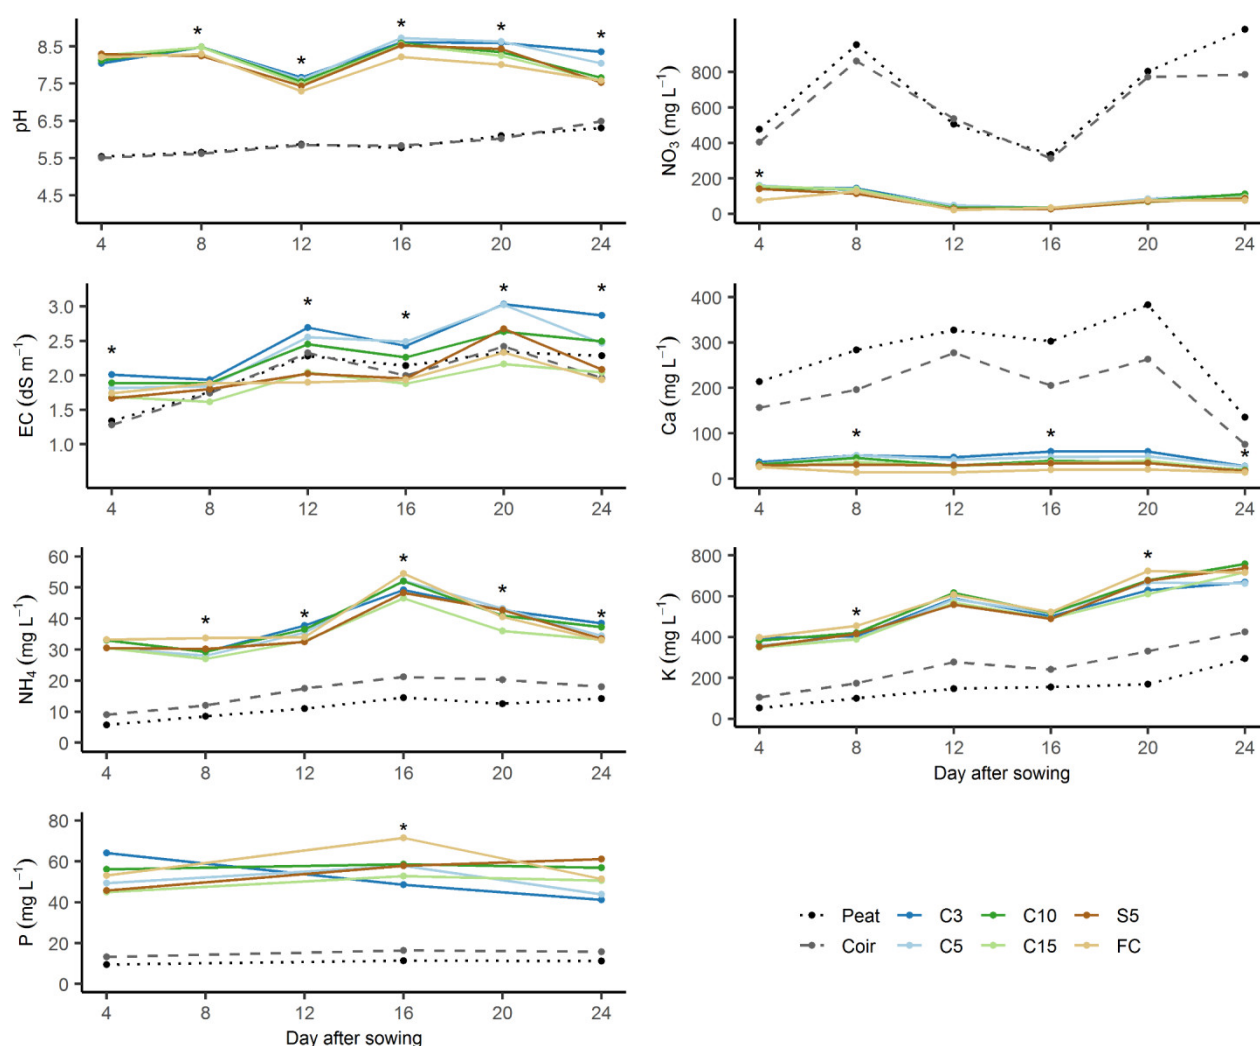 pH
8.5
7.5
6.5
5.5
4.5
* * * * *
4 8 12 16 20 24
NO3 (mg L−1)
800
600
400
200
0
*
4 8 12 16 20 24
EC (dS m−1)
3.0
2.5
2.0
1.5
1.0
* * * * *
4 8 12 16 20 24
Ca (mg L−1)
400
300
200
100
0
* * *
4 8 12 16 20 24
NH4 (mg L−1)
60
50
40
30
20
10
0
* * * * *
4 8 12 16 20 24
K (mg L−1)
800
600
400
200
0
* *
4 8 12 16 20 24
Day after sowing
P (mg L−1)
80
60
40
20
0
*
4 8 12 16 20 24
Day after sowing
Peat C3 C10 S5
Coir C5 C15 FC